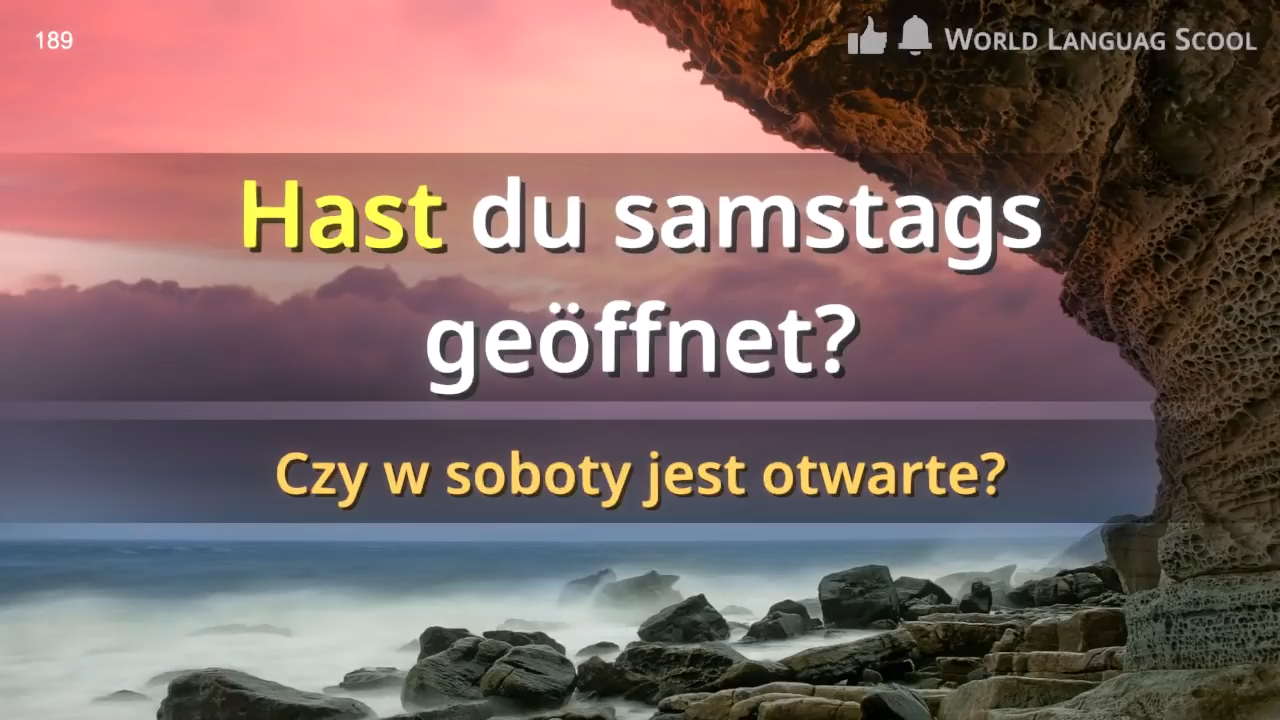 189
World Languag Scool
Hast du samstags
geöffnet?
Czy w soboty jest otwarte?